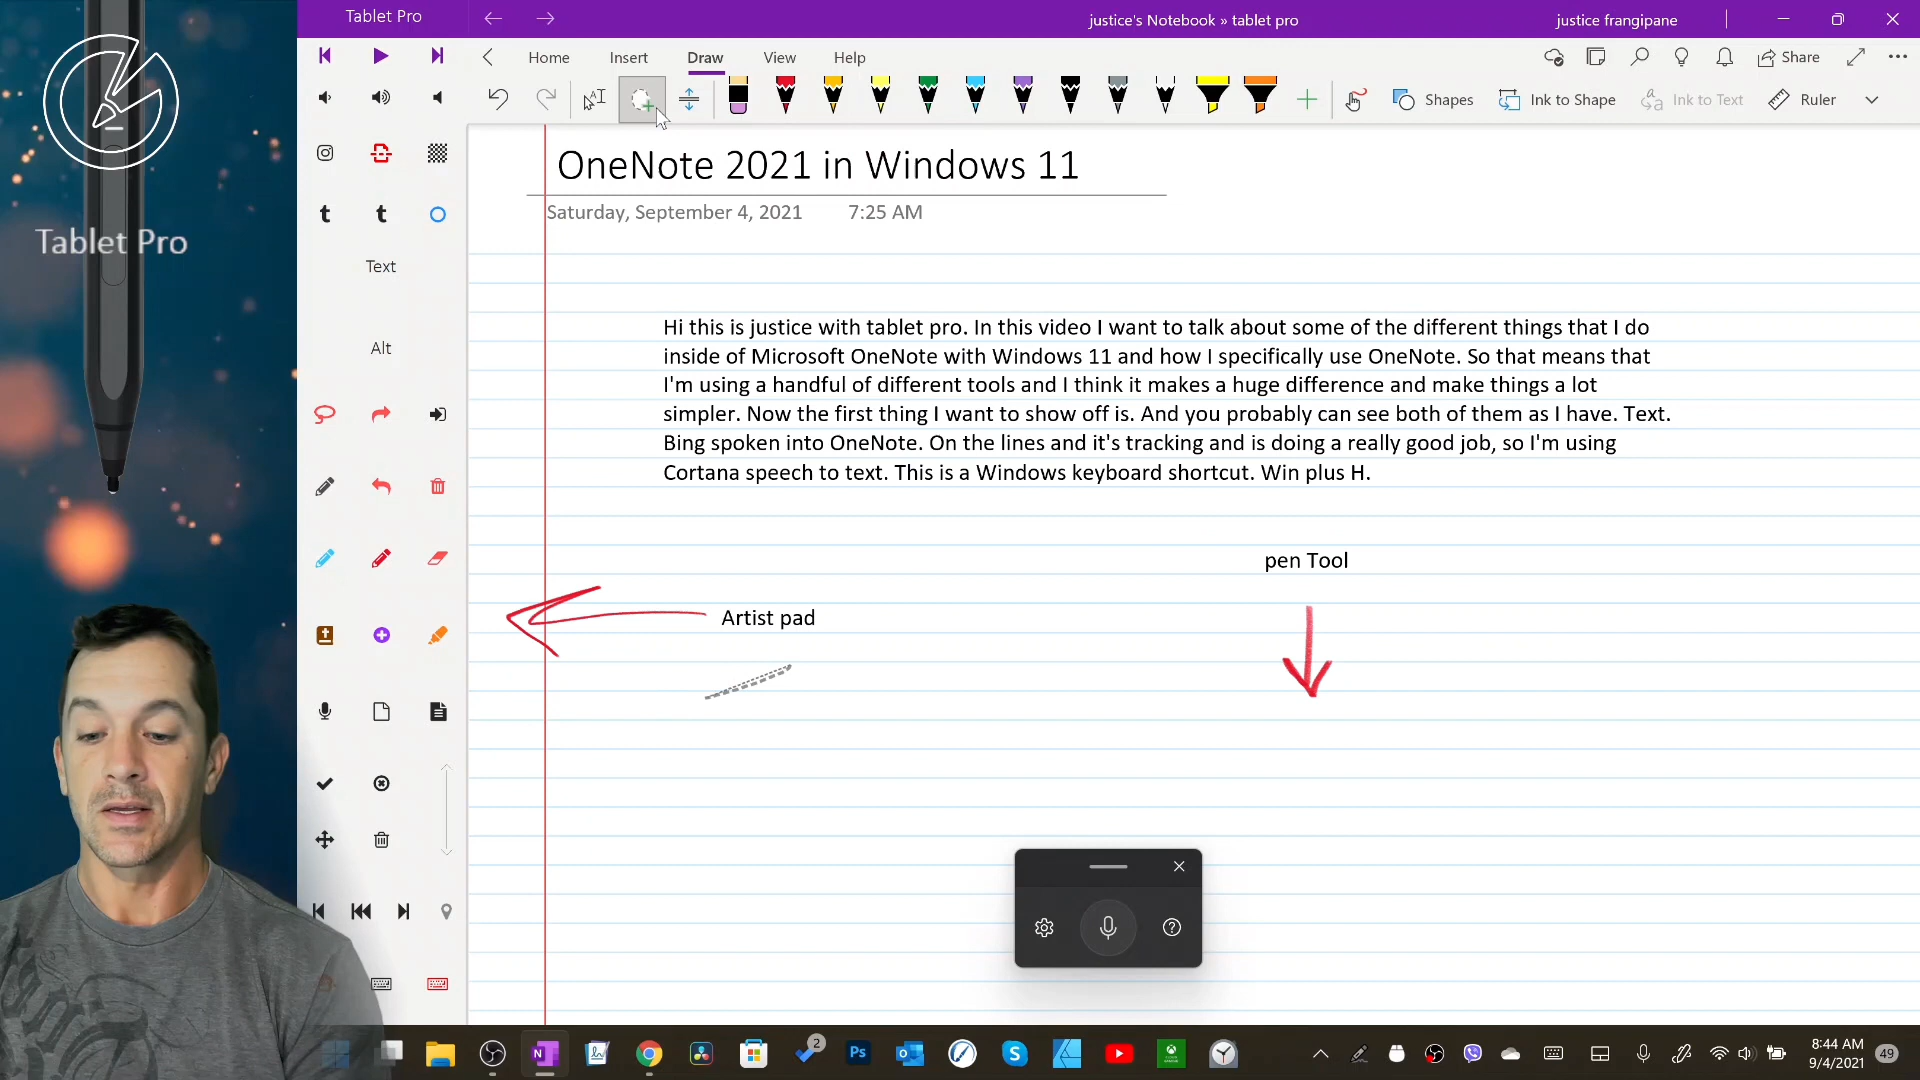 Tablet Pro
justice's Notebook » tablet pro
justice frangipane
Home
Insert
Draw
View
Help
Share
Shapes
Ink to Shape
Ink to Text
Ruler
OneNote 2021 in Windows 11
Saturday, September 4, 2021
7:25 AM
t
t
Tablet Pro
Text
Alt
Hi this is justice with tablet pro. In this video I want to talk about some of the different things that I do
inside of Microsoft OneNote with Windows 11 and how I specifically use OneNote. So that means that
I'm using a handful of different tools and I think it makes a huge difference and make things a lot
simpler. Now the first thing I want to show off is. And you probably can see both of them as I have. Text.
Bing spoken into OneNote. On the lines and it's tracking and is doing a really good job, so I'm using
Cortana speech to text. This is a Windows keyboard shortcut. Win plus H.
pen Tool
Artist pad
2
Ps
8:44 AM
9/4/2021
49